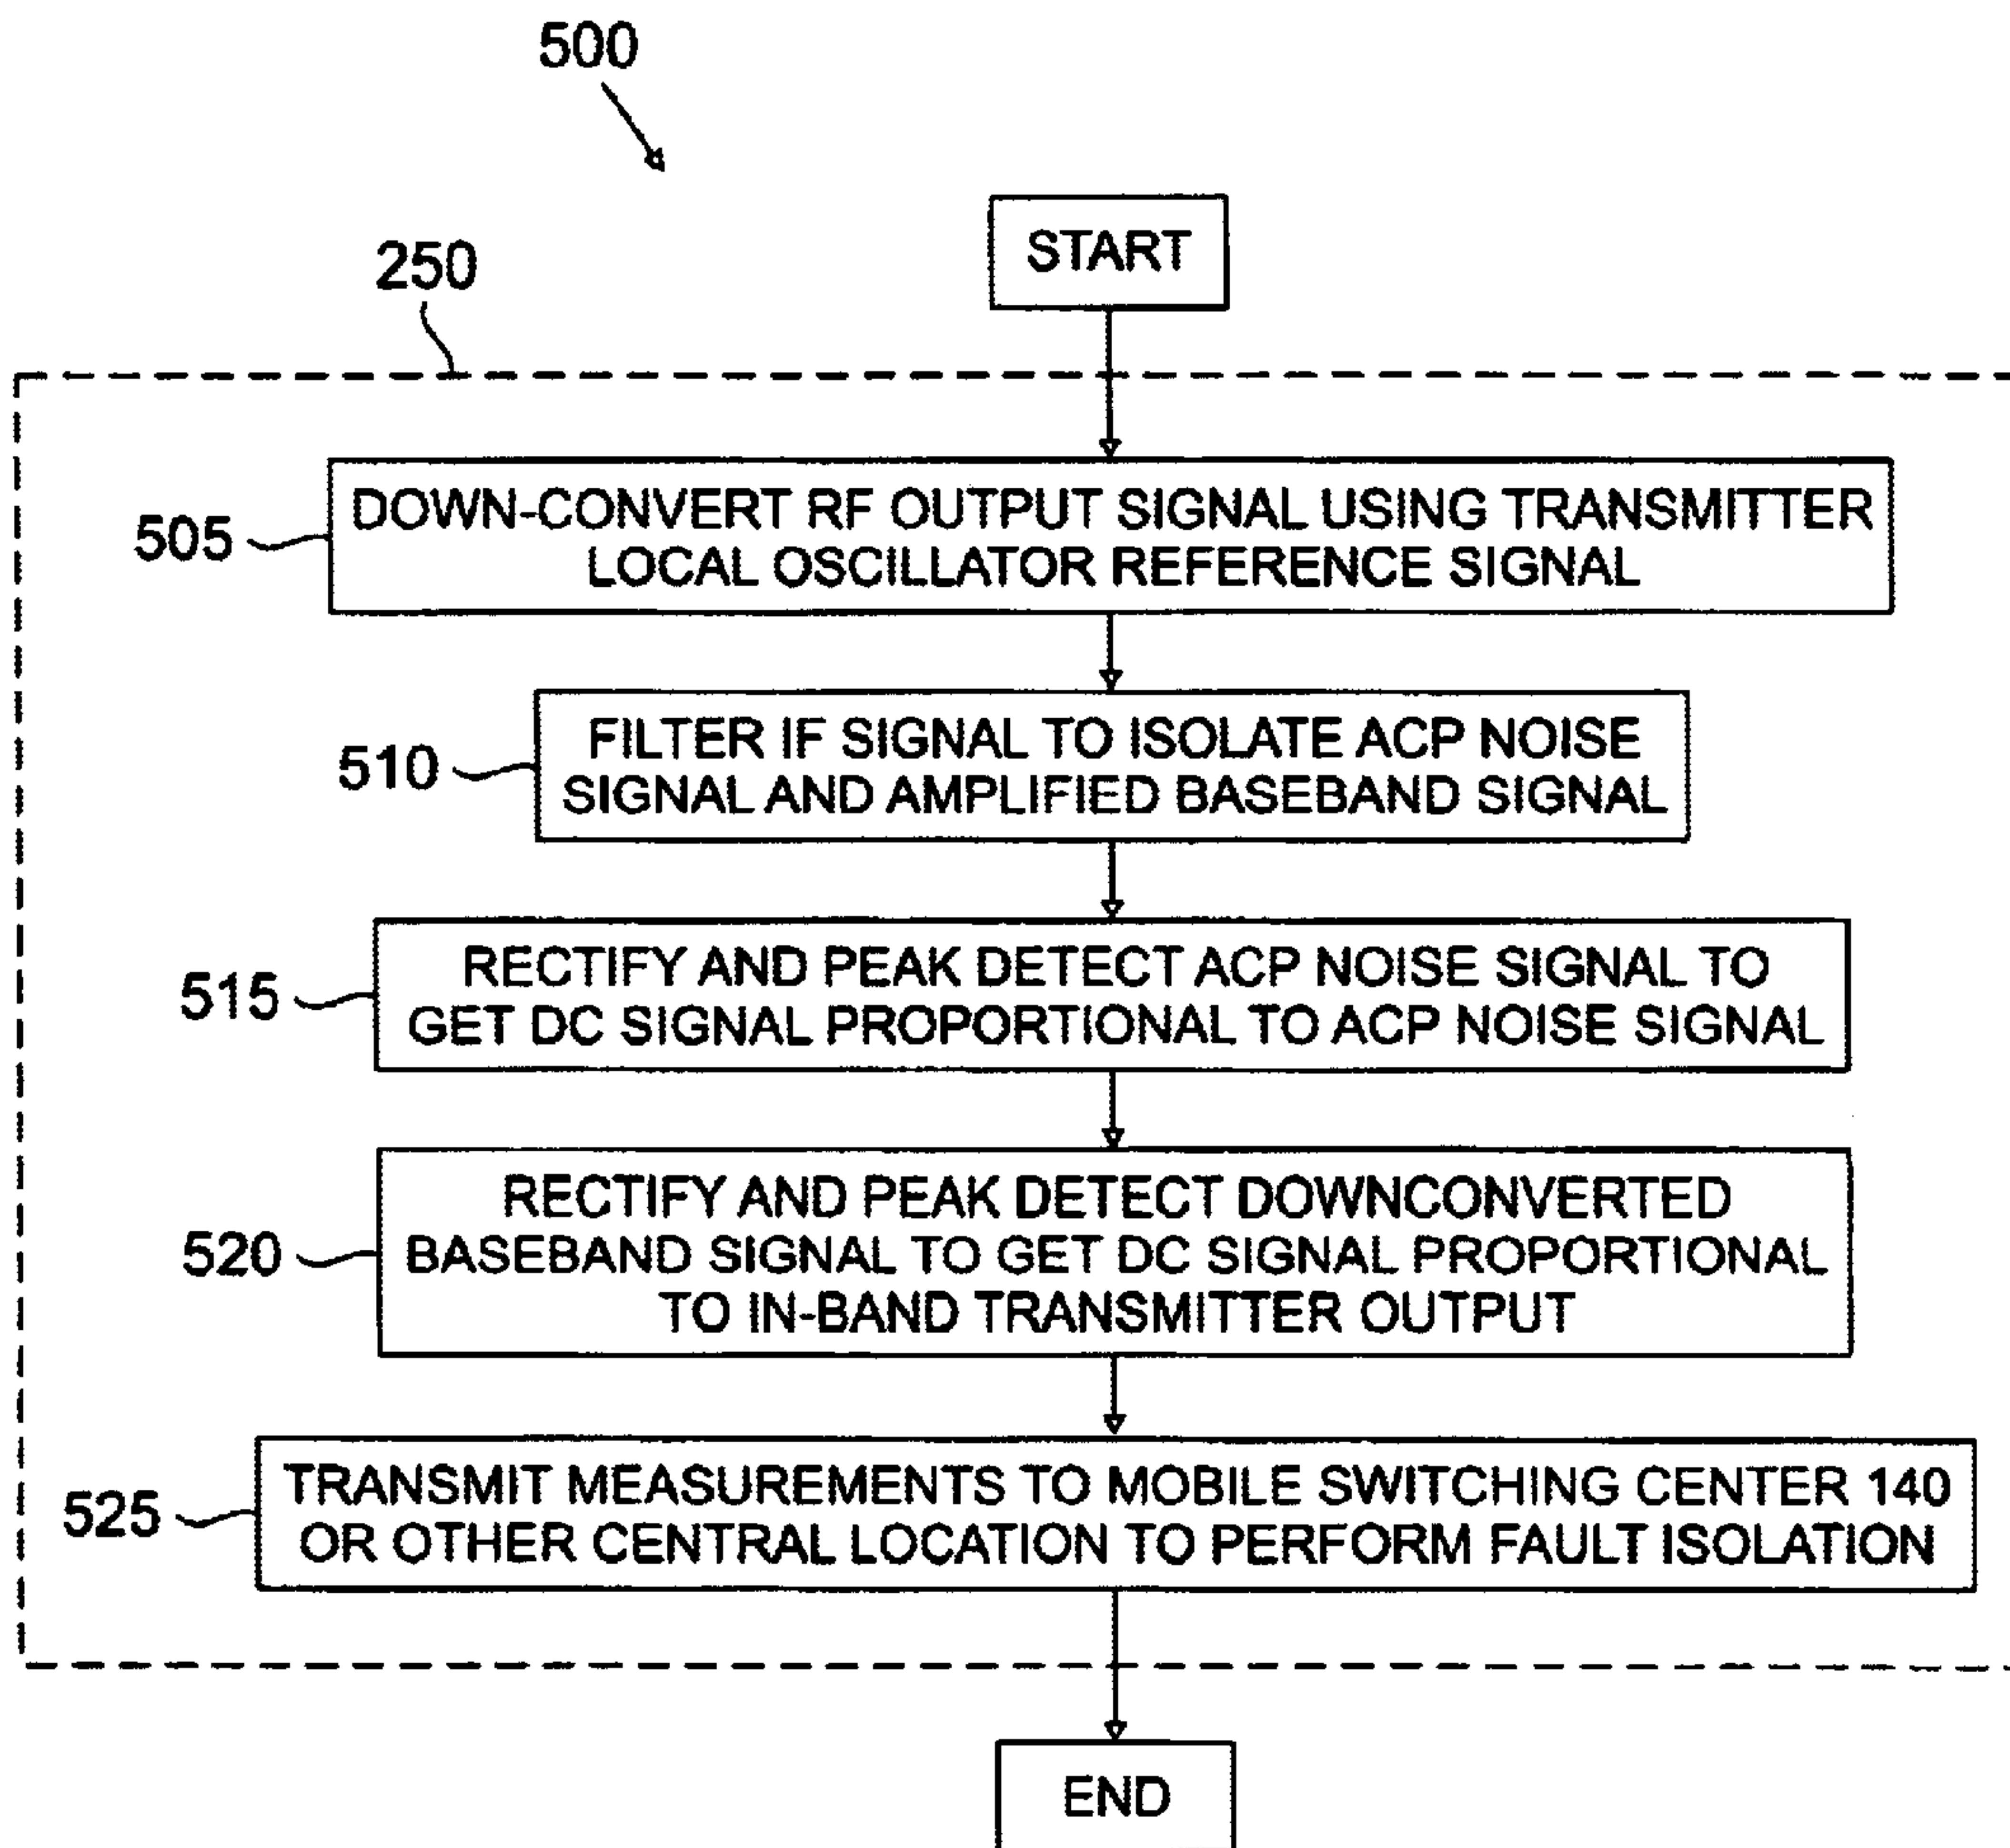 500
START
250
505
DOWN-CONVERT RF OUTPUT SIGNAL USING TRANSMITTER
LOCAL OSCILLATOR REFERENCE SIGNAL
510
FILTER IF SIGNAL TO ISOLATE ACP NOISE
SIGNAL AND AMPLIFIED BASEBAND SIGNAL
515
RECTIFY AND PEAK DETECT ACP NOISE SIGNAL TO
GET DC SIGNAL PROPORTIONAL TO ACP NOISE SIGNAL
520
RECTIFY AND PEAK DETECT DOWNCONVERTED
BASEBAND SIGNAL TO GET DC SIGNAL PROPORTIONAL
TO IN-BAND TRANSMITTER OUTPUT
525
TRANSMIT MEASUREMENTS TO MOBILE SWITCHING CENTER 140
OR OTHER CENTRAL LOCATION TO PERFORM FAULT ISOLATION
END